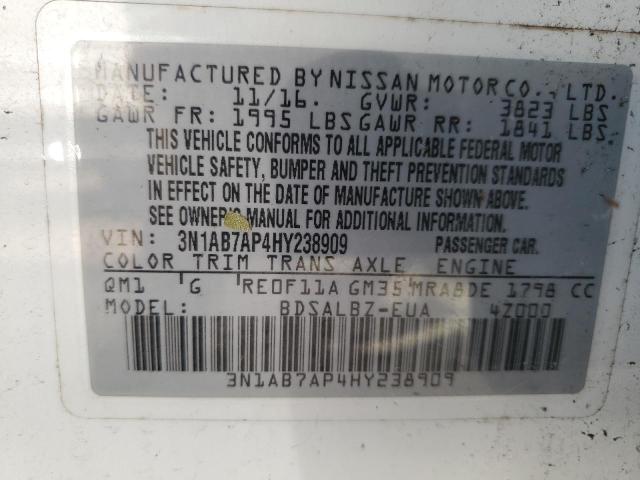 MANUFACTURED BY NISSAN MOTOR CO., LTD.
DATE: 11/16. GVWR: 3823 LBS
GAWR FR: 1995 LBS GAWR RR: 1841 LBS.
THIS VEHICLE CONFORMS TO ALL APPLICABLE FEDERAL MOTOR
VEHICLE SAFETY, BUMPER AND THEFT PREVENTION STANDARDS
IN EFFECT ON THE DATE OF MANUFACTURE SHOWN ABOVE.
SEE OWNER'S MANUAL FOR ADDITIONAL INFORMATION.
VIN: 3N1AB7AP4HY238909 PASSENGER CAR.
COLOR TRIM TRANS AXLE ENGINE
QM1 G RE0F11A GM35 MRA8DE 1798 CC
MODEL: BDSALBZ-EUA 4Z000
3N1AB7AP4HY238909